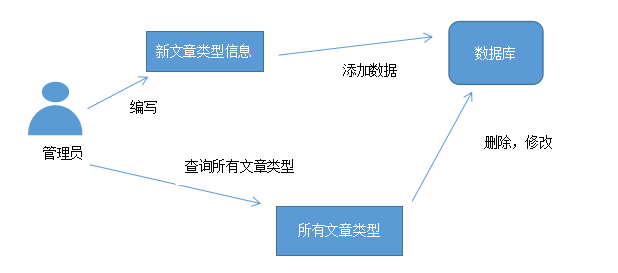 新文章类型信息
数据库
添加数据
编写
管理员
删除，修改
查询所有文章类型
所有文章类型